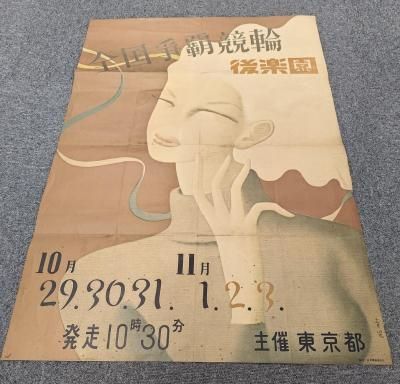 全国争覇競輪
後楽園
10月 11月
29.30.31. 1.2.3.
発走10時30分
主催 東京都